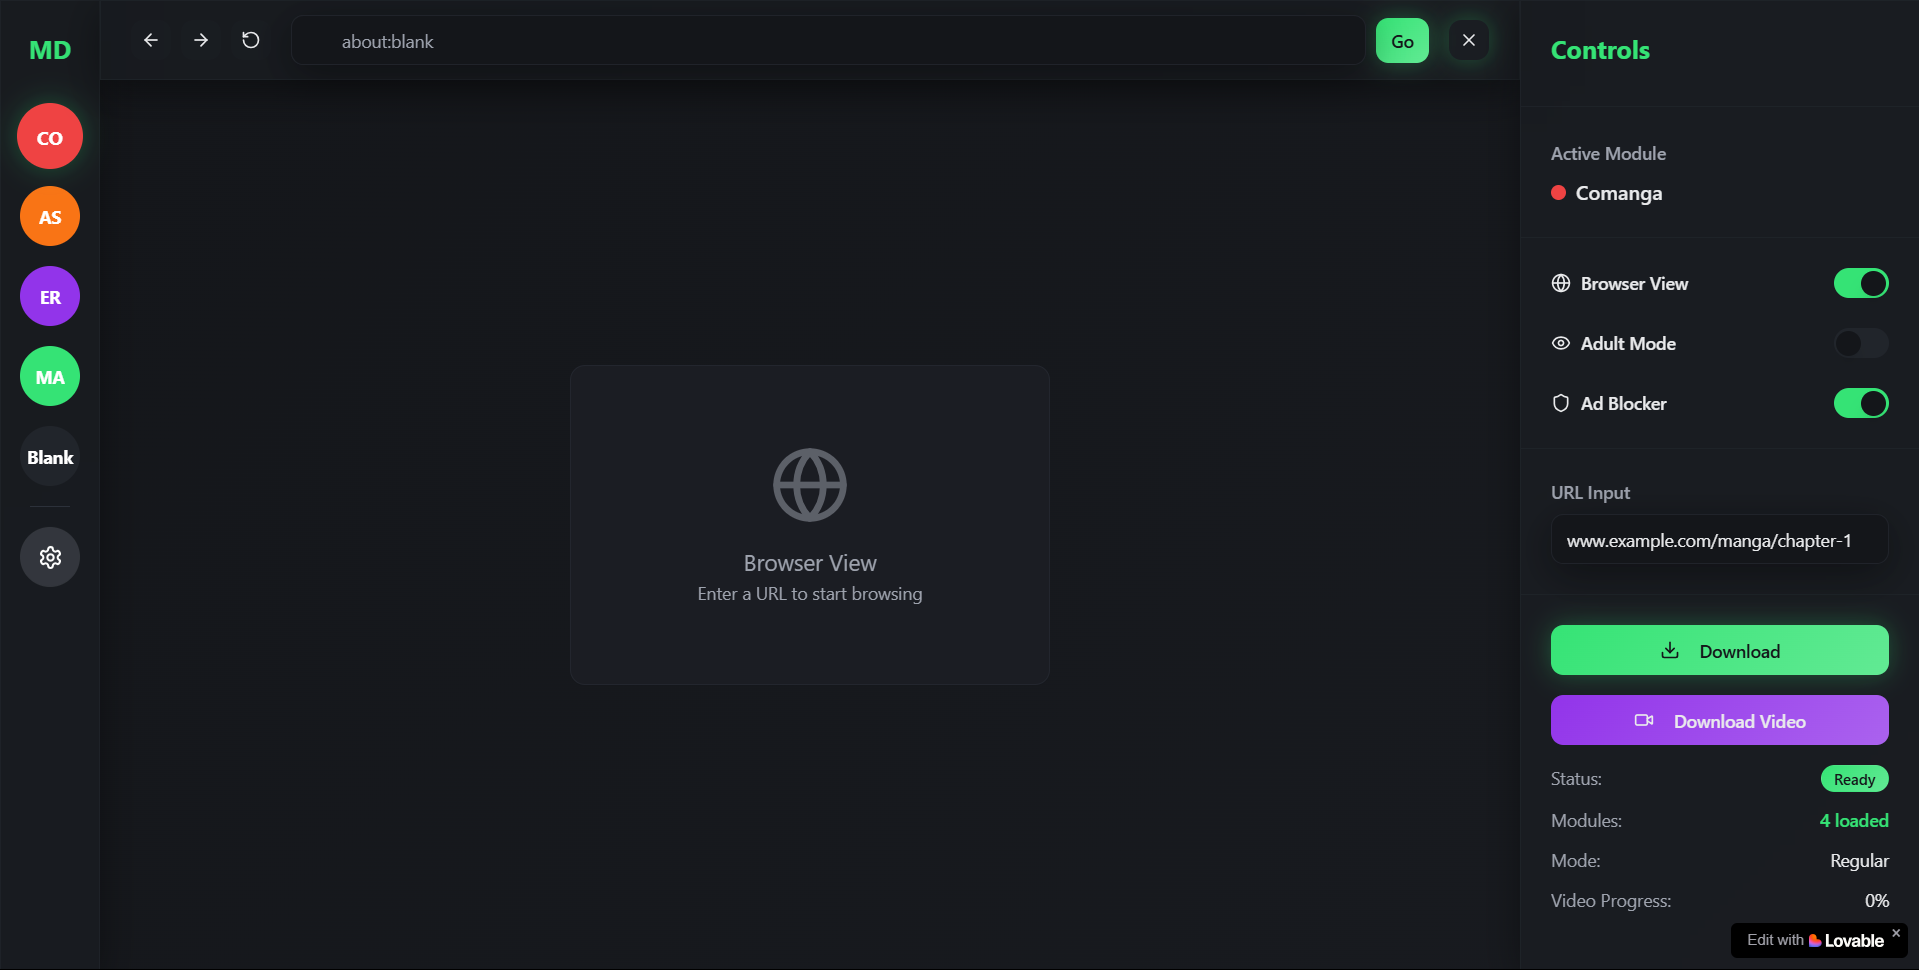 MD
CO
AS
ER
MA
Blank
about:blank
Go
Browser View
Enter a URL to start browsing
Controls
Active Module
Comanga
Browser View
Adult Mode
Ad Blocker
URL Input
www.example.com/manga/chapter-1
Download
Download Video
Status: Ready
Modules: 4 loaded
Mode: Regular
Video Progress: 0%
Edit with Lovable ×